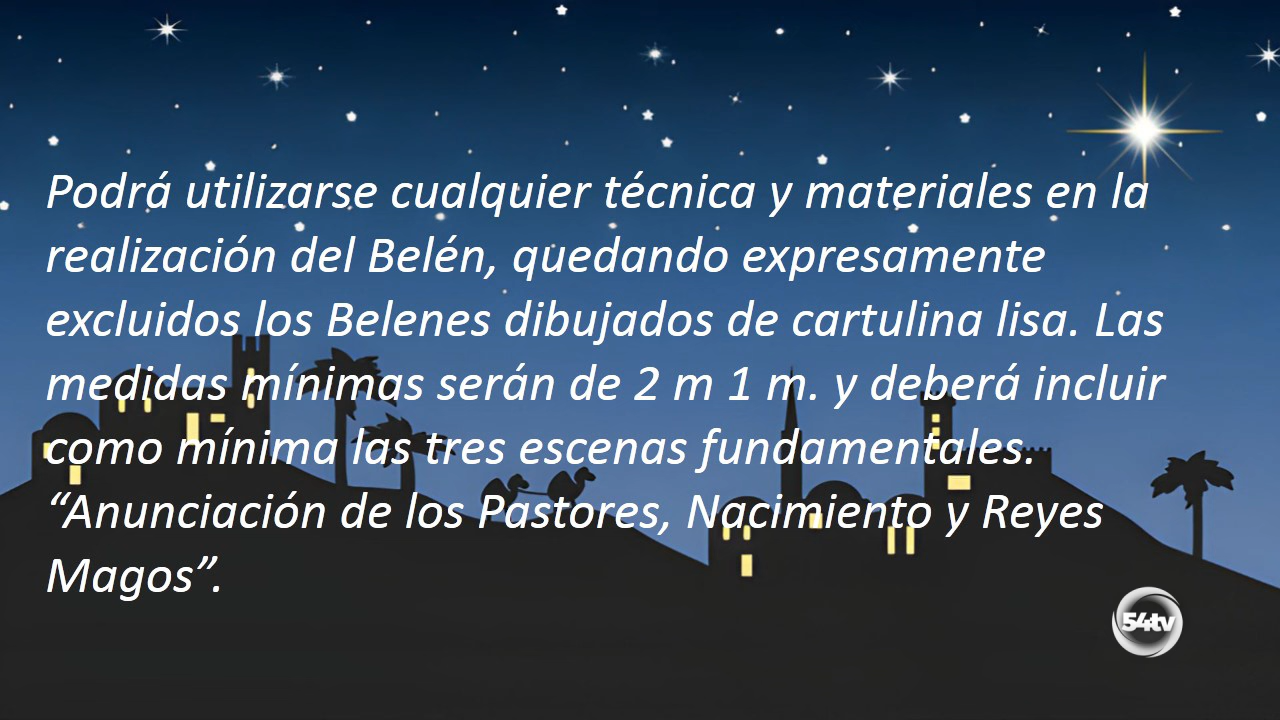 Podrá utilizarse cualquier técnica y materiales en la
realización del Belén, quedando expresamente
excluidos los Belenes dibujados de cartulina lisa. Las
medidas mínimas serán de 2 m 1 m. y deberá incluir
como mínima las tres escenas fundamentales.
“Anunciación de los Pastores, Nacimiento y Reyes
Magos”.
54tv